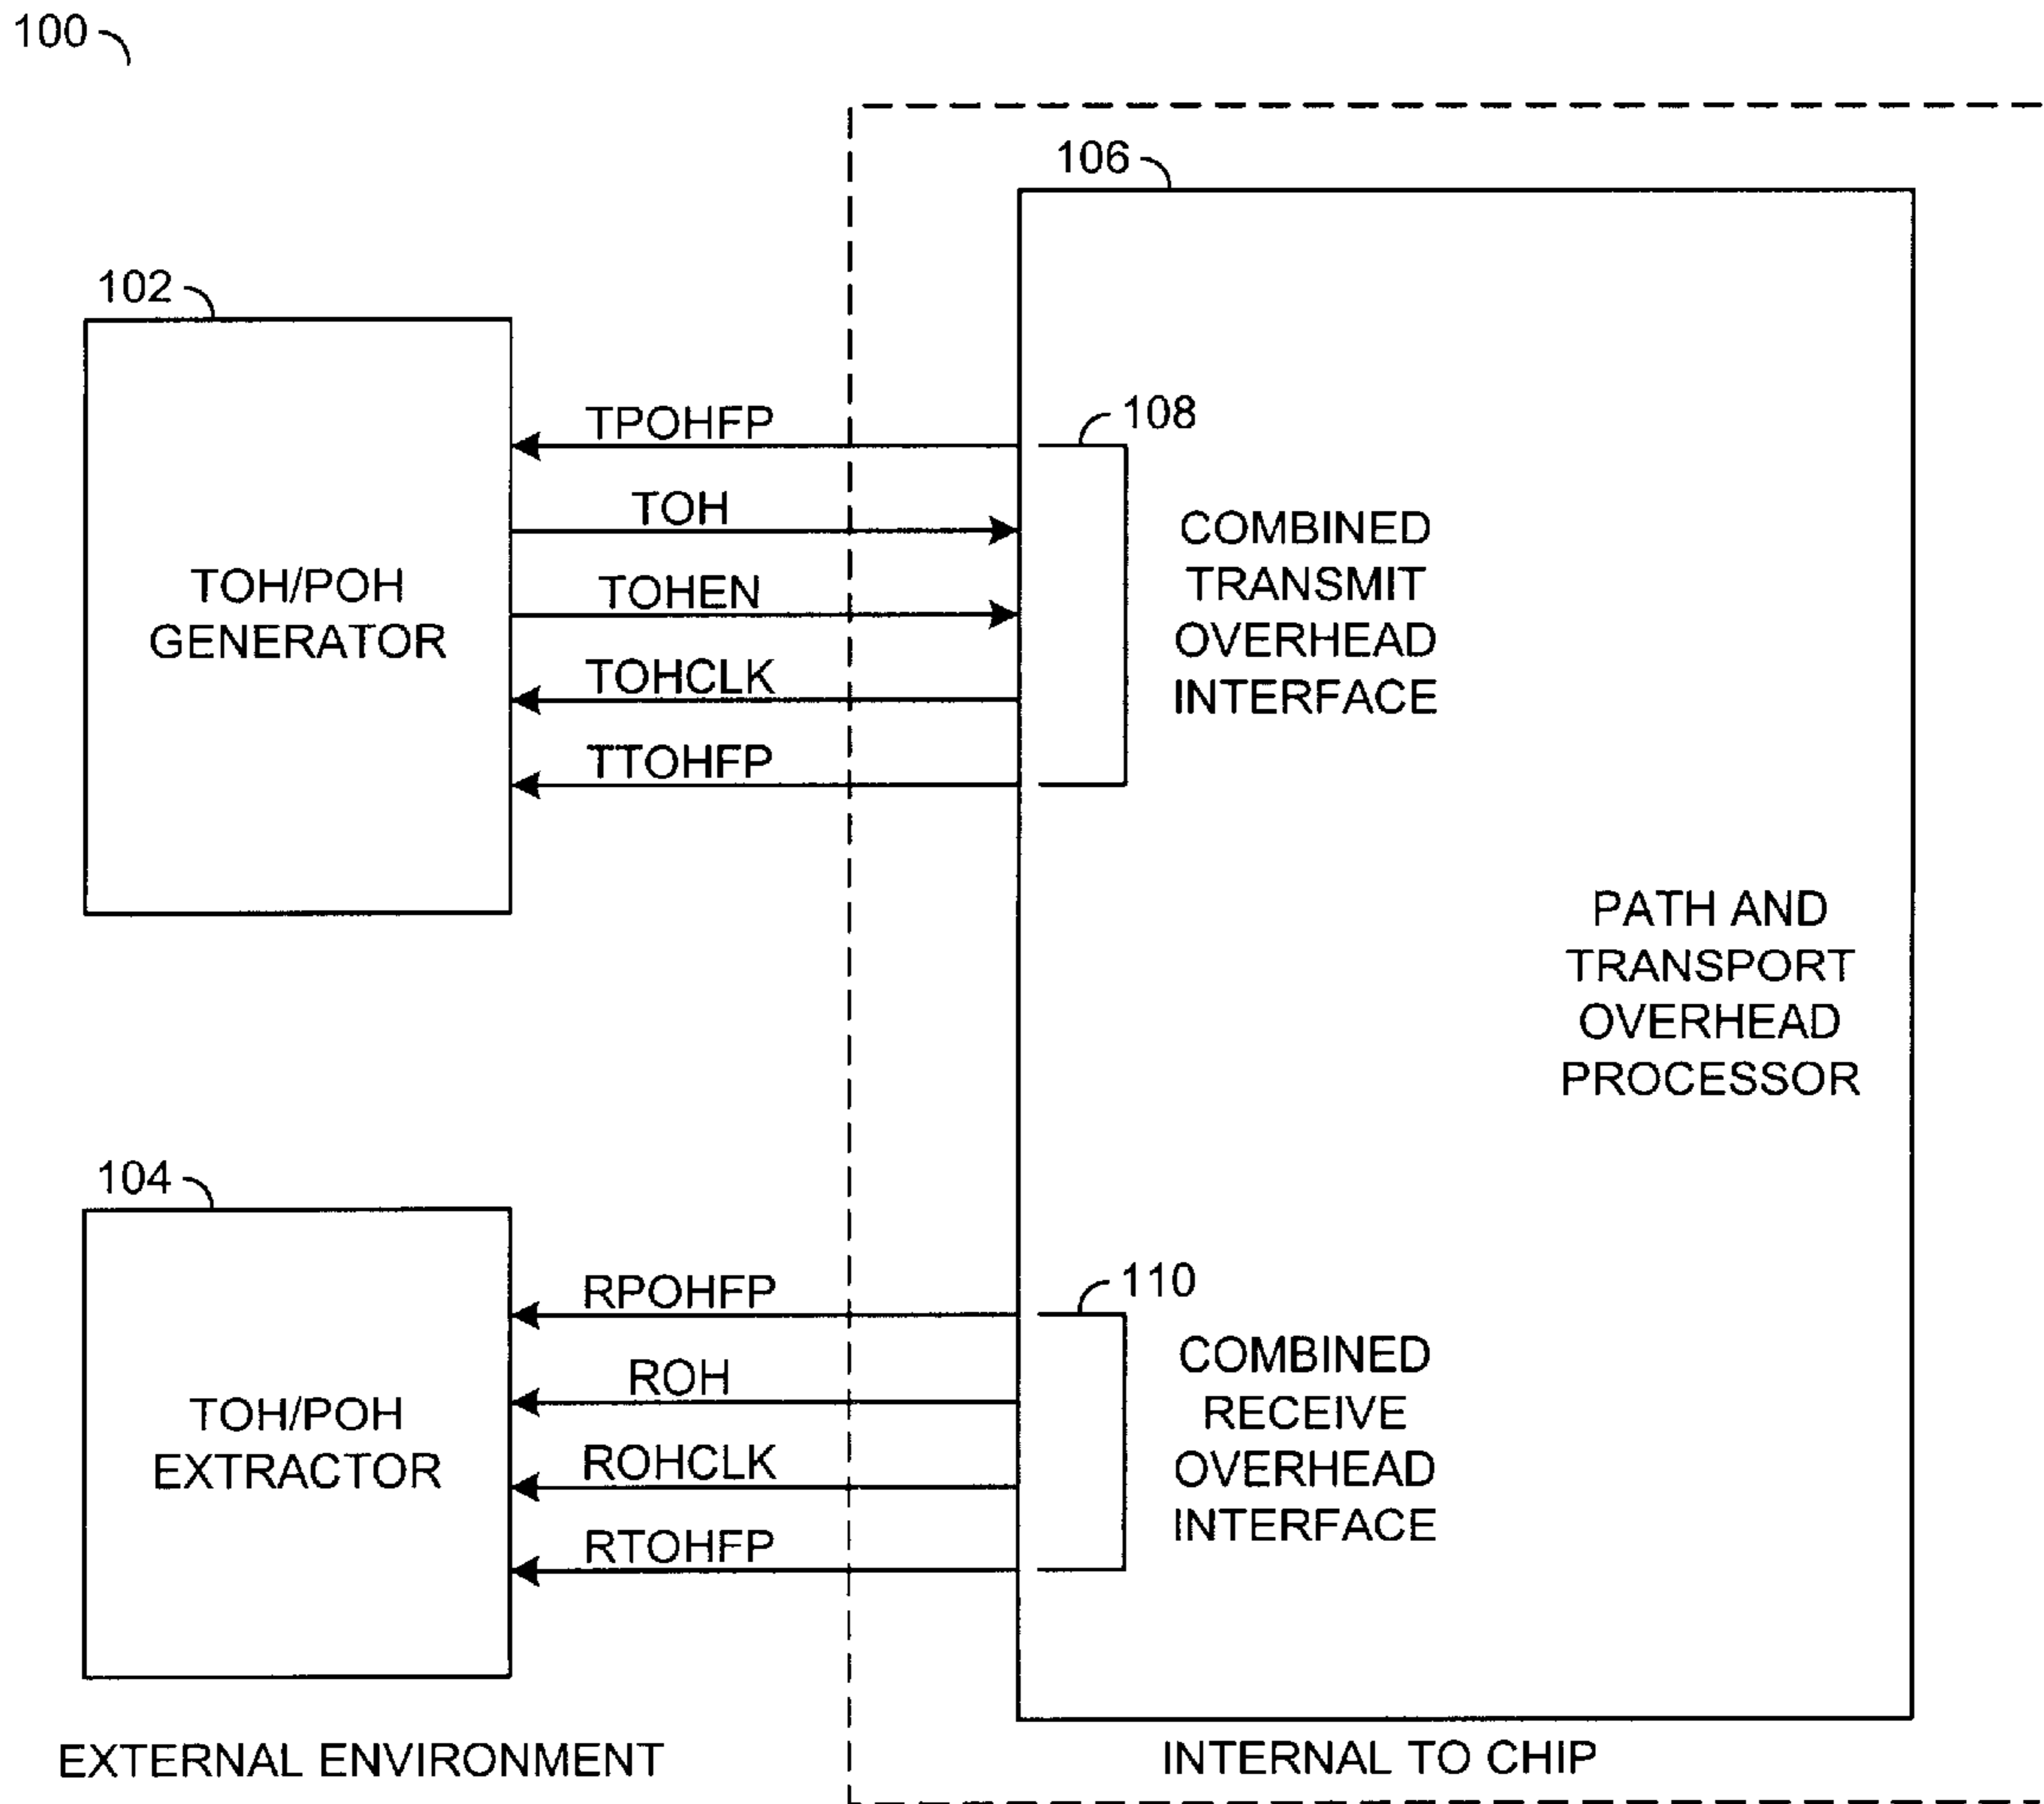 100
106
102
TPOHFP
108
TOH
TOHEN
TOHCLK
TTOHFP
TOH/POH
GENERATOR
COMBINED
TRANSMIT
OVERHEAD
INTERFACE
PATH AND
TRANSPORT
OVERHEAD
PROCESSOR
104
RPOHFP
110
ROH
ROHCLK
RTOHFP
TOH/POH
EXTRACTOR
COMBINED
RECEIVE
OVERHEAD
INTERFACE
EXTERNAL ENVIRONMENT
INTERNAL TO CHIP